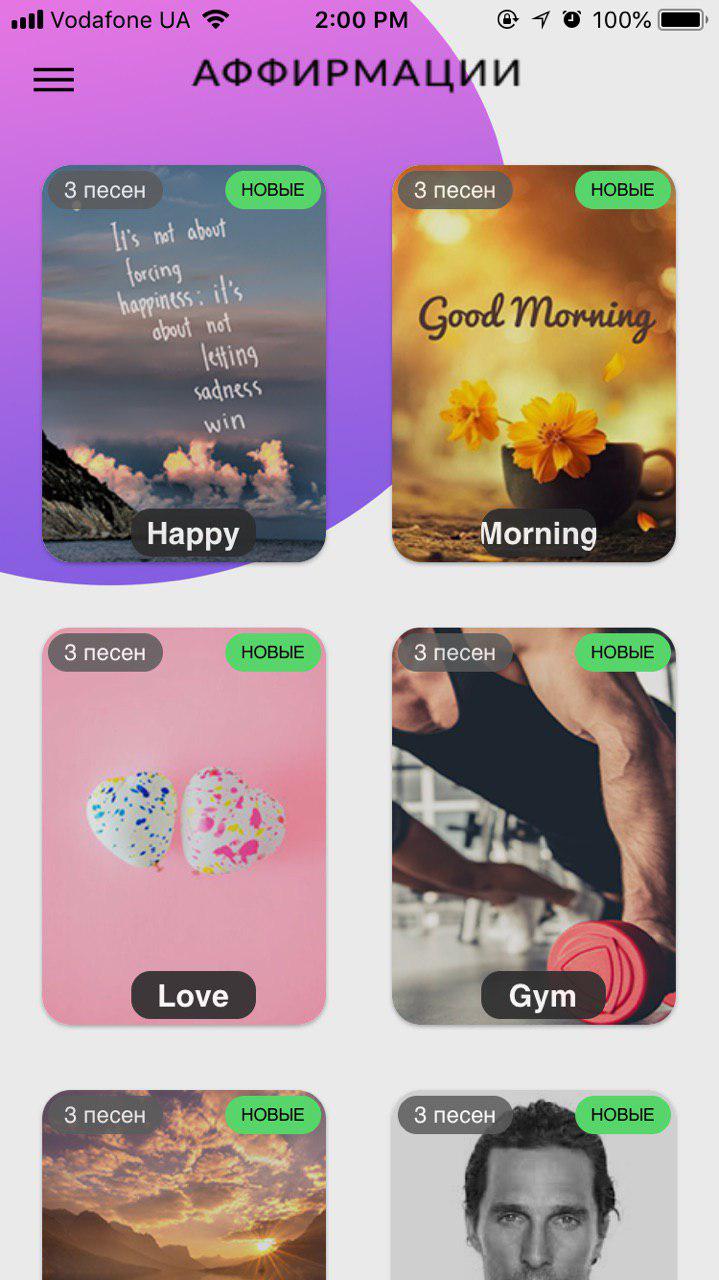 Vodafone UA
2:00 PM
100%
АФФИРМАЦИИ
3 песен
НОВЫЕ
It's not about
forcing
happiness: it's
about not
letting
sadness
win
Happy
3 песен
НОВЫЕ
Good Morning
Morning
3 песен
НОВЫЕ
Love
3 песен
НОВЫЕ
Gym
3 песен
НОВЫЕ
3 песен
НОВЫЕ